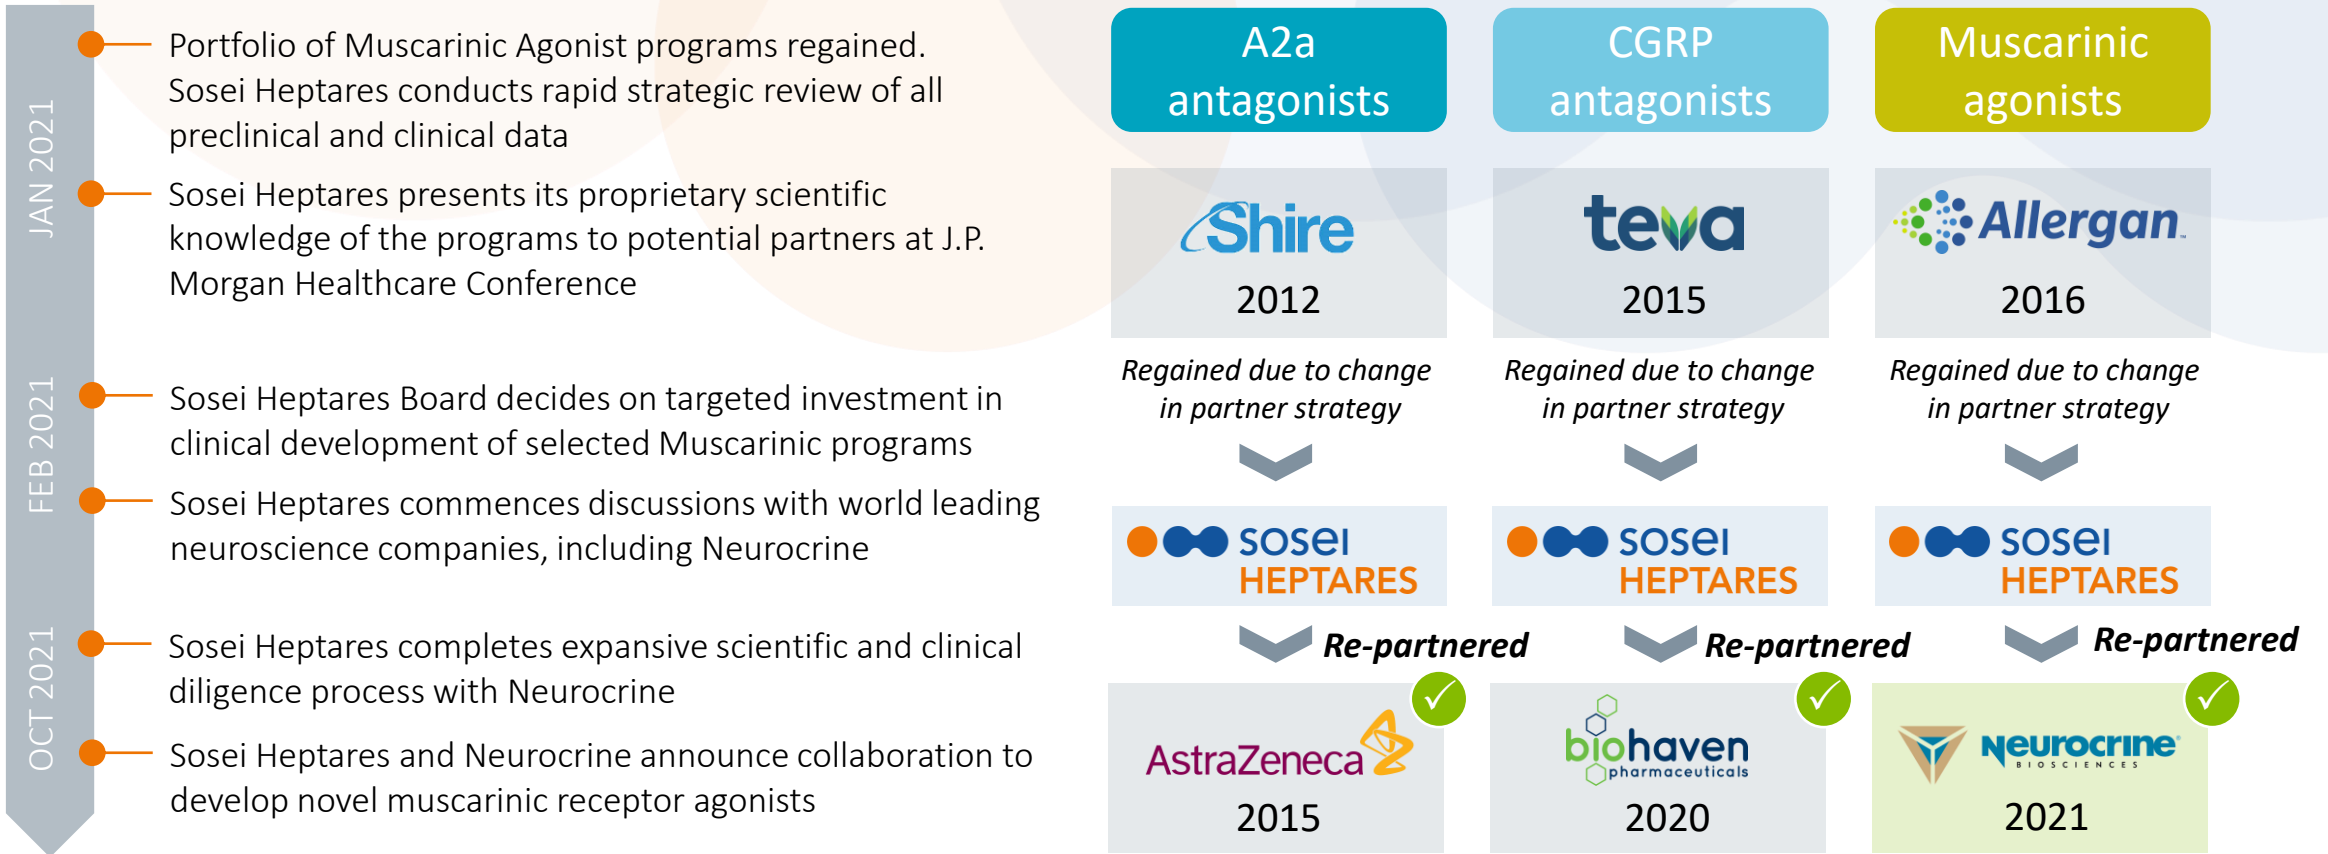 JAN 2021
Portfolio of Muscarinic Agonist programs regained.
Sosei Heptares conducts rapid strategic review of all
preclinical and clinical data
Sosei Heptares presents its proprietary scientific
knowledge of the programs to potential partners at J.P.
Morgan Healthcare Conference
FEB 2021
Sosei Heptares Board decides on targeted investment in
clinical development of selected Muscarinic programs
Sosei Heptares commences discussions with world leading
neuroscience companies, including Neurocrine
OCT 2021
Sosei Heptares completes expansive scientific and clinical
diligence process with Neurocrine
Sosei Heptares and Neurocrine announce collaboration to
develop novel muscarinic receptor agonists
A2a
antagonists
Shire
2012
Regained due to change
in partner strategy
sosei
HEPTARES
Re-partnered
AstraZeneca
2015
CGRP
antagonists
teva
2015
Regained due to change
in partner strategy
sosei
HEPTARES
Re-partnered
biohaven
pharmaceuticals
2020
Muscarinic
agonists
Allergan™
2016
Regained due to change
in partner strategy
sosei
HEPTARES
Re-partnered
NEUROCRINE®
BIOSCIENCES
2021